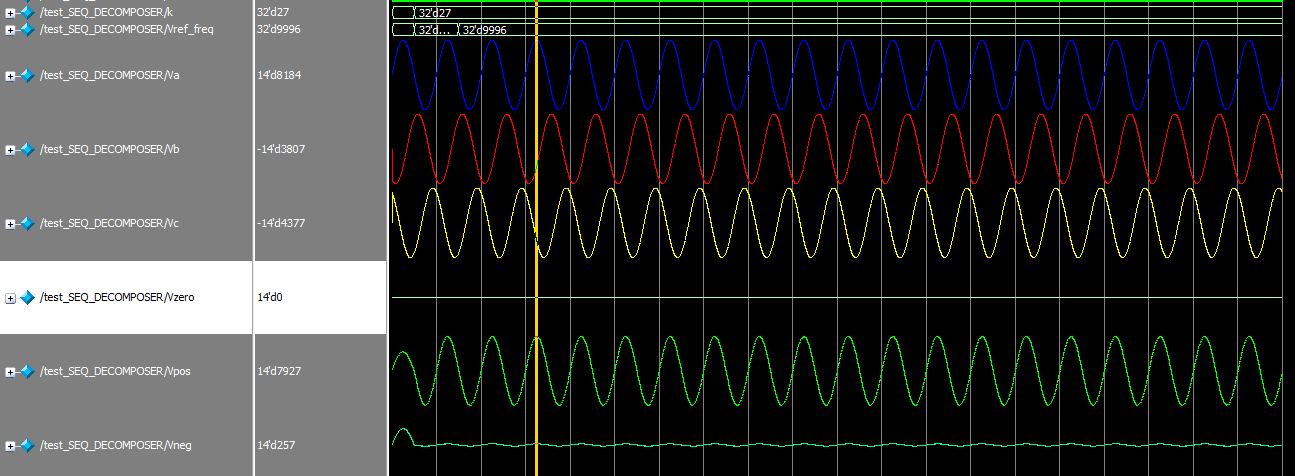 /test_SEQ_DECOMPOSER/k 32'd27 32'd27
/test_SEQ_DECOMPOSER/Vref_freq 32'd9996 32'd... 32'd9996
/test_SEQ_DECOMPOSER/Va 14'd8184
/test_SEQ_DECOMPOSER/Vb -14'd3807
/test_SEQ_DECOMPOSER/Vc -14'd4377
/test_SEQ_DECOMPOSER/Vzero 14'd0
/test_SEQ_DECOMPOSER/Vpos 14'd7927
/test_SEQ_DECOMPOSER/Vneg 14'd257